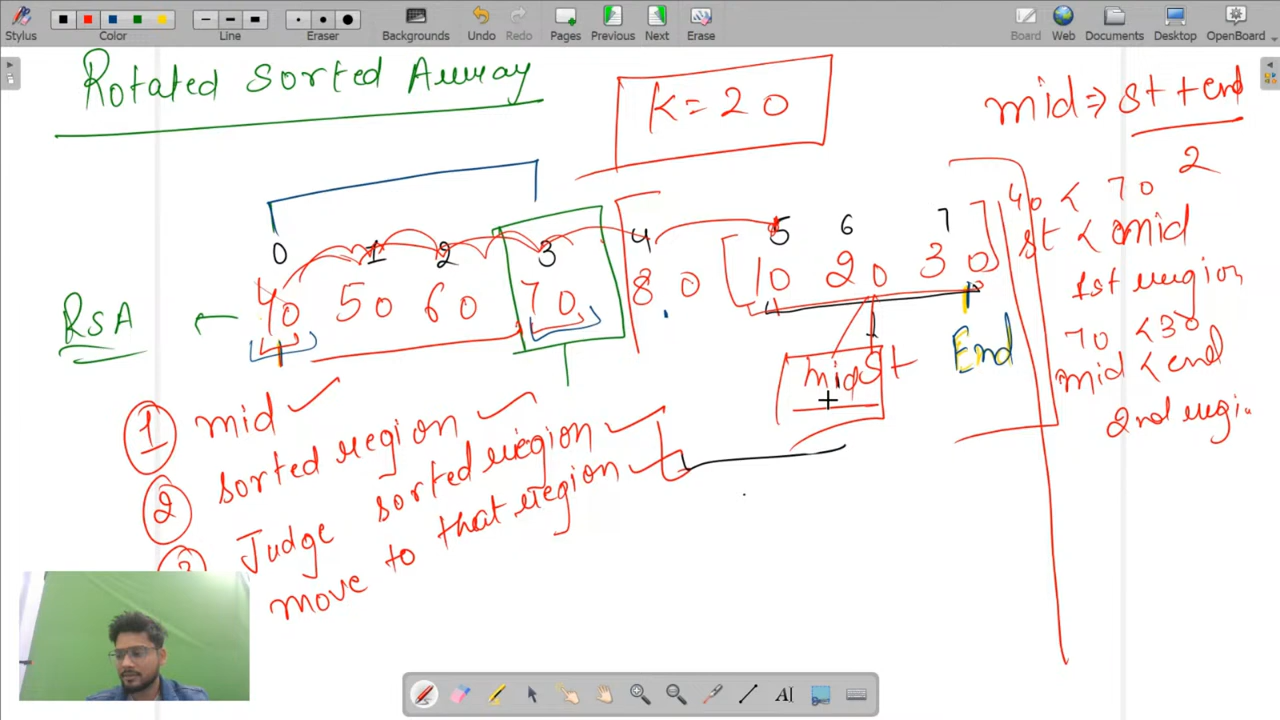 Stylus Color Line Eraser Backgrounds Undo Redo Pages Previous Next Erase Board Web Documents Desktop OpenBoard
Rotated Sorted Array
K=20
mid => st + end
2
40 < 70
st < mid
1st region
70 < 30
mid < end
0 1 2 3 4 5 6 7
RSA
40 50 60 70 80 10 20 30
mid St
End
1 mid
2 sorted region
3 Judge sorted region
move to that region
2nd regi
AI